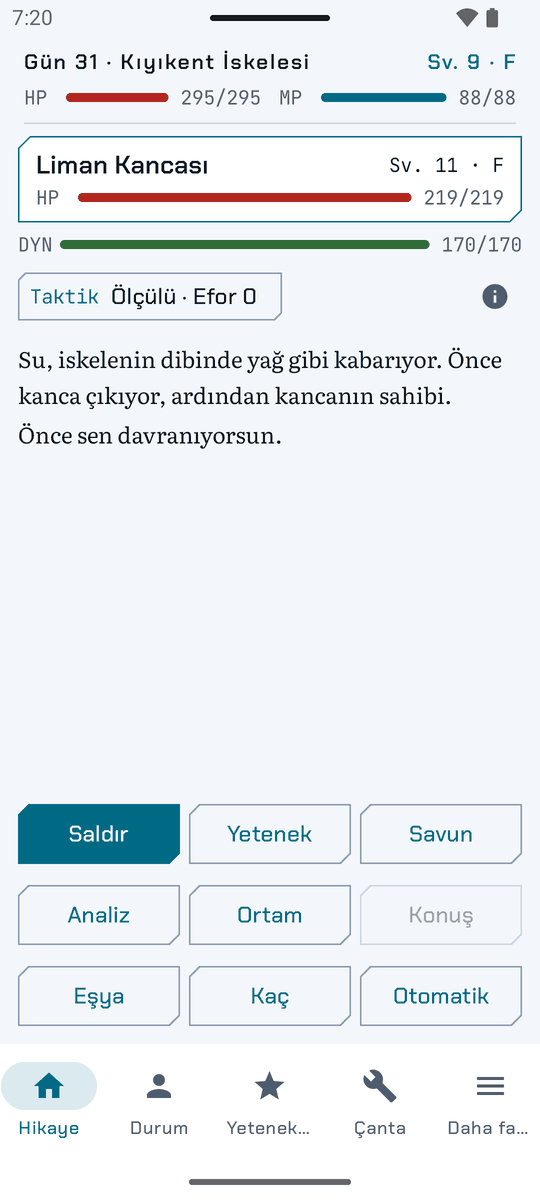 7:20
Gün 31 · Kıyıkent İskelesi Sv. 9 · F
HP 295/295 MP 88/88
Liman Kancası Sv. 11 · F
HP 219/219
DYN 170/170
Taktik Ölçülü · Efor 0
Su, iskelenin dibinde yağ gibi kabarıyor. Önce
kanca çıkıyor, ardından kancanın sahibi.
Önce sen davranıyorsun.
Saldır Yetenek Savun
Analiz Ortam Konuş
Eşya Kaç Otomatik
Hikaye Durum Yetenek... Çanta Daha fa...